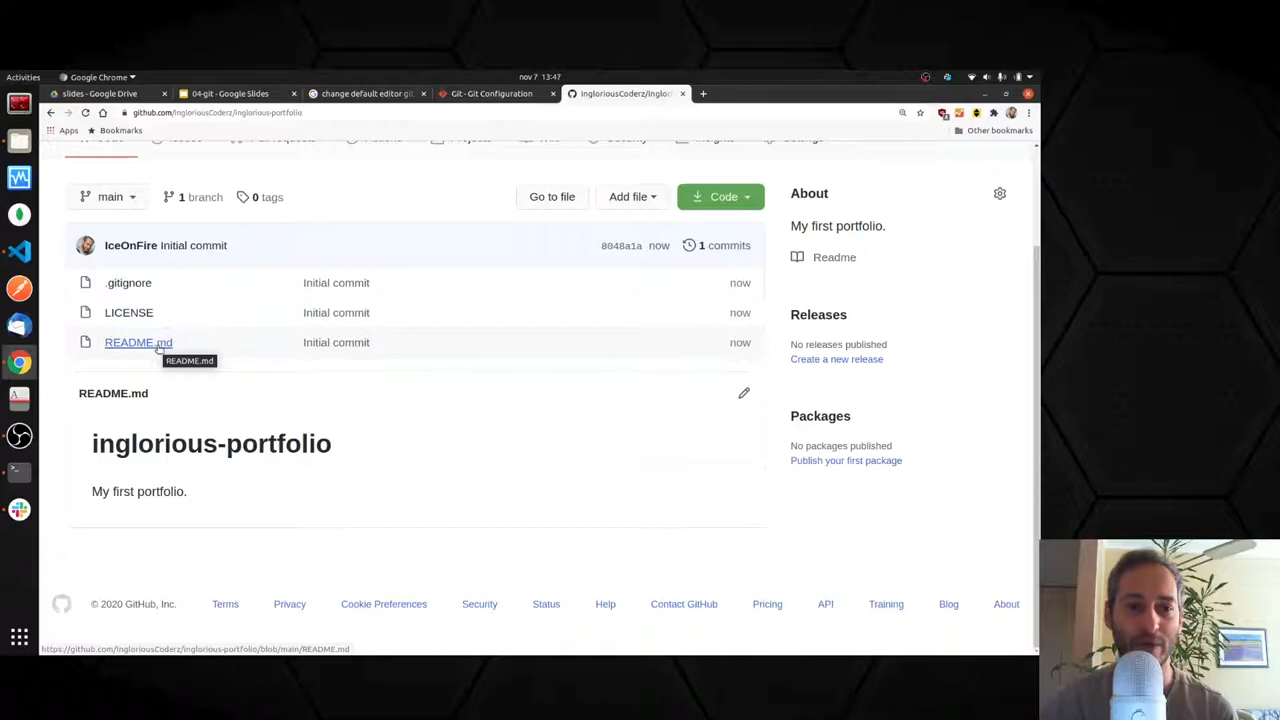 Activities
Google Chrome
nov 7 13:47
slides - Google Drive
04-git - Google Slides
change default editor git
Git - Git Configuration
IngloriousCoderz/inglor
github.com/IngloriousCoderz/inglorious-portfolio
Apps
Bookmarks
Other bookmarks
main
1 branch
0 tags
Go to file
Add file
Code
About
My first portfolio.
Readme
IceOnFire Initial commit
8048a1a now
1 commits
.gitignore
Initial commit
now
LICENSE
Initial commit
now
README.md
Initial commit
now
README.md
Releases
No releases published
Create a new release
Packages
No packages published
Publish your first package
README.md
inglorious-portfolio
My first portfolio.
© 2020 GitHub, Inc.
Terms
Privacy
Cookie Preferences
Security
Status
Help
Contact GitHub
Pricing
API
Training
Blog
About
https://github.com/IngloriousCoderz/inglorious-portfolio/blob/main/README.md